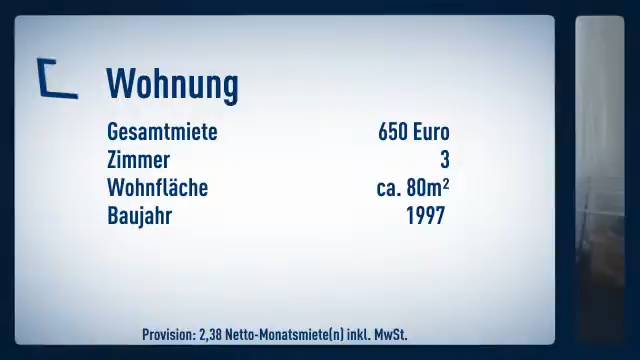 Wohnung
Gesamtmiete 650 Euro
Zimmer 3
Wohnfläche ca. 80m²
Baujahr 1997
Provision: 2,38 Netto-Monatsmiete(n) inkl. MwSt.